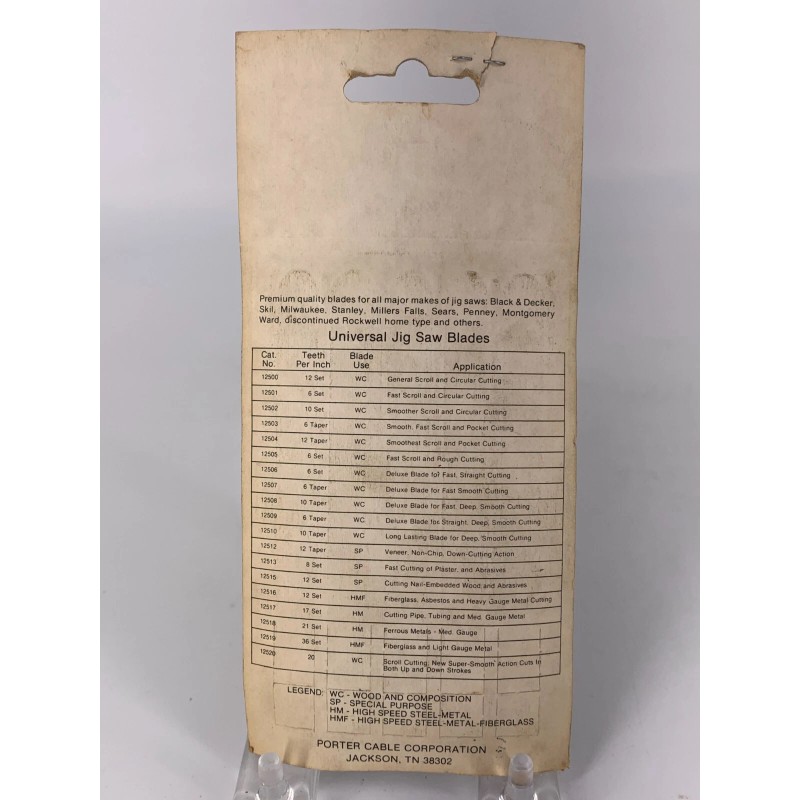 Premium quality blades for all major makes of jig saws: Black & Decker,
Skil, Milwaukee, Stanley, Millers Falls, Sears, Penney, Montgomery
Ward, discontinued Rockwell home type and others.
Universal Jig Saw Blades
Cat. No. Teeth Per Inch Blade Use Application
12500 12 Set WC General Scroll and Circular Cutting
12501 6 Set WC Fast Scroll and Circular Cutting
12502 10 Set WC Smoother Scroll and Circular Cutting
12503 6 Taper WC Smooth, Fast Scroll and Pocket Cutting
12504 12 Taper WC Smoothest Scroll and Pocket Cutting
12505 6 Set WC Fast Scroll and Rough Cutting
12506 6 Set WC Deluxe Blade for Fast, Straight Cutting
12507 6 Taper WC Deluxe Blade for Fast Smooth Cutting
12508 10 Taper WC Deluxe Blade for Fast, Deep, Smooth Cutting
12509 6 Taper WC Deluxe Blade for Straight, Deep, Smooth Cutting
12510 10 Taper WC Long Lasting Blade for Deep, Smooth Cutting
12512 12 Taper SP Veneer, Non-Chip, Down-Cutting Action
12513 8 Set SP Fast Cutting of Plaster, and Abrasives
12515 12 Set SP Cutting Nail-Embedded Wood and Abrasives
12516 12 Set HMF Fiberglass, Asbestos and Heavy Gauge Metal Cutting
12517 17 Set HM Cutting Pipe, Tubing and Med. Gauge Metal
12518 21 Set HM Ferrous Metals - Med. Gauge
12519 36 Set HMF Fiberglass and Light Gauge Metal
12520 20 WC Scroll Cutting; New Super-Smooth Action Cuts In
Both Up and Down Strokes
LEGEND: WC - WOOD AND COMPOSITION
SP - SPECIAL PURPOSE
HM - HIGH SPEED STEEL-METAL
HMF - HIGH SPEED STEEL-METAL-FIBERGLASS
PORTER CABLE CORPORATION
JACKSON, TN 38302